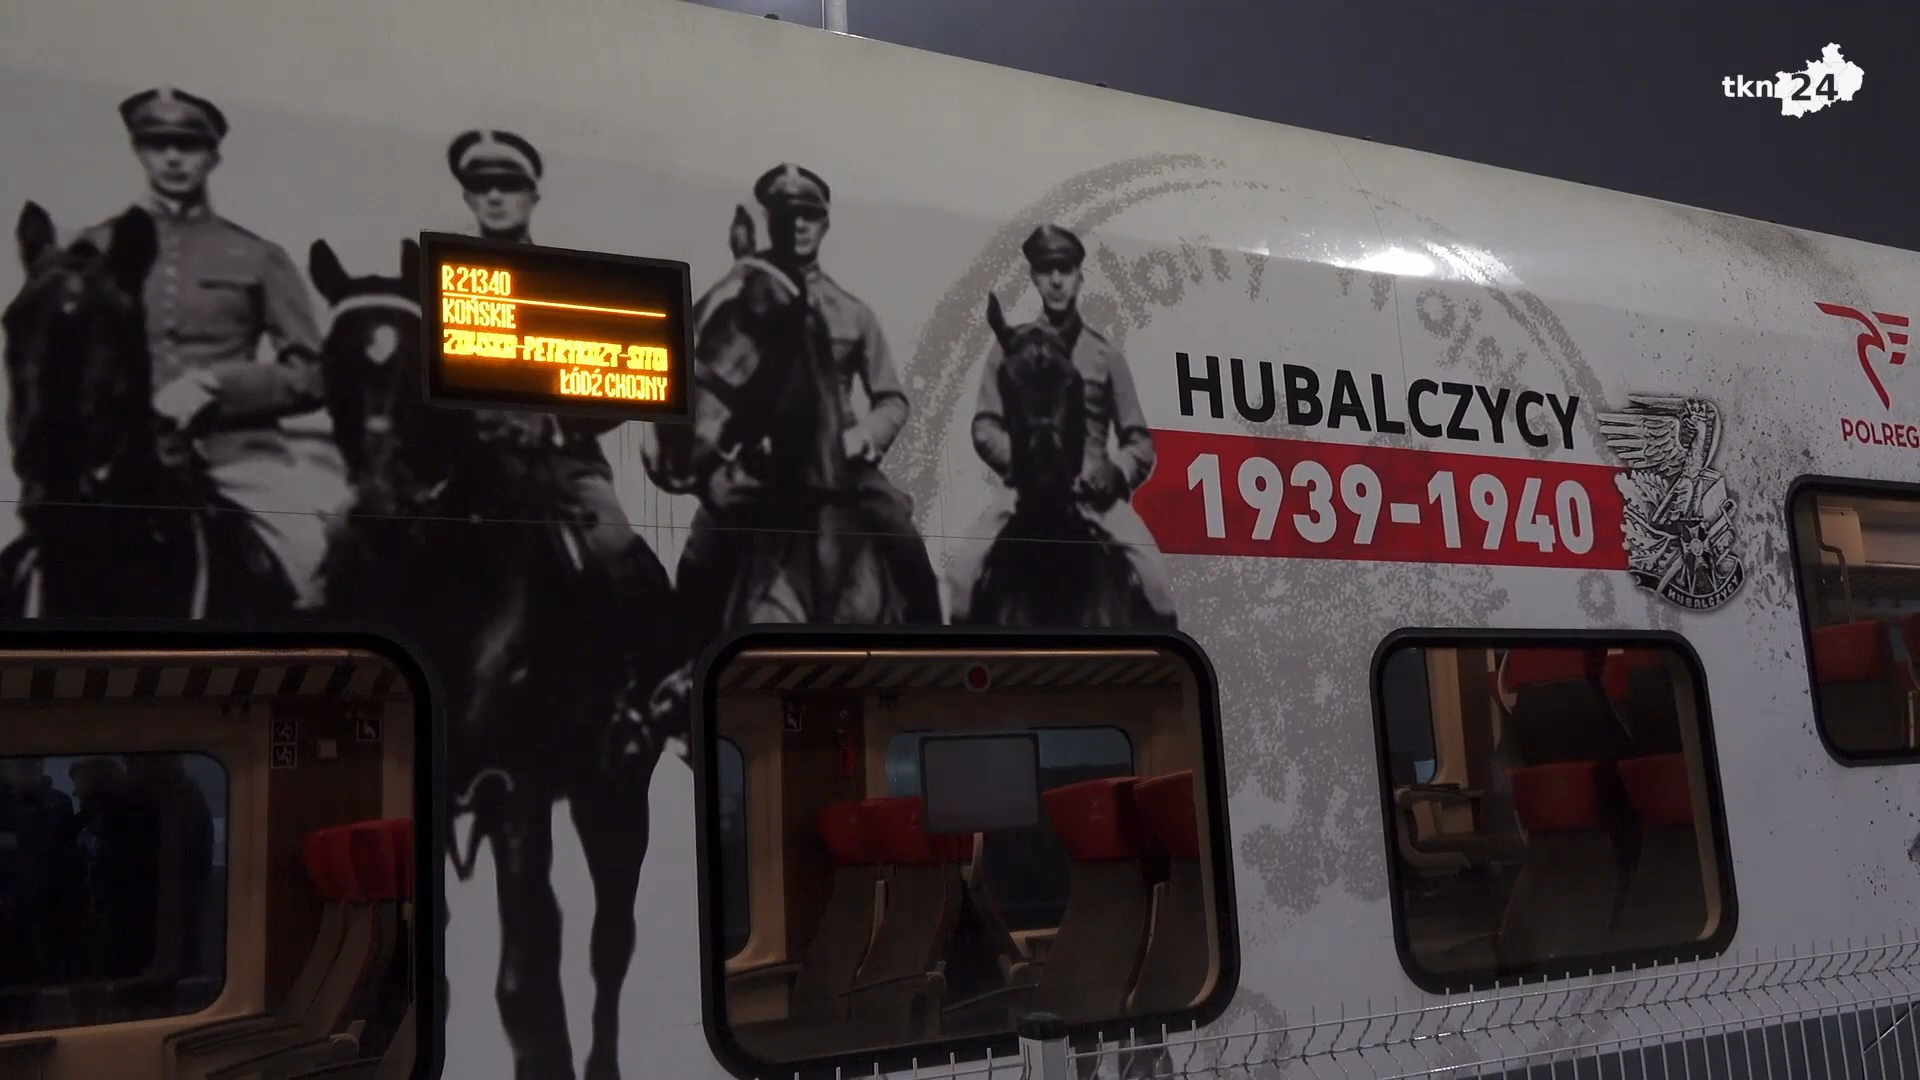 tkn24
R 21340
KOŃSKIE
ŁÓDŹ CHOJNY
HUBALCZYCY
1939-1940
HUBALCZYCY
POLREG